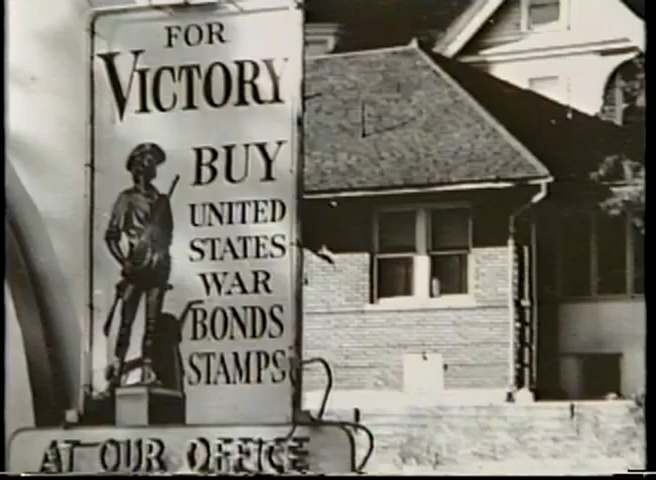 FOR
VICTORY
BUY
UNITED
STATES
WAR
BONDS
STAMPS
AT OUR OFFICE